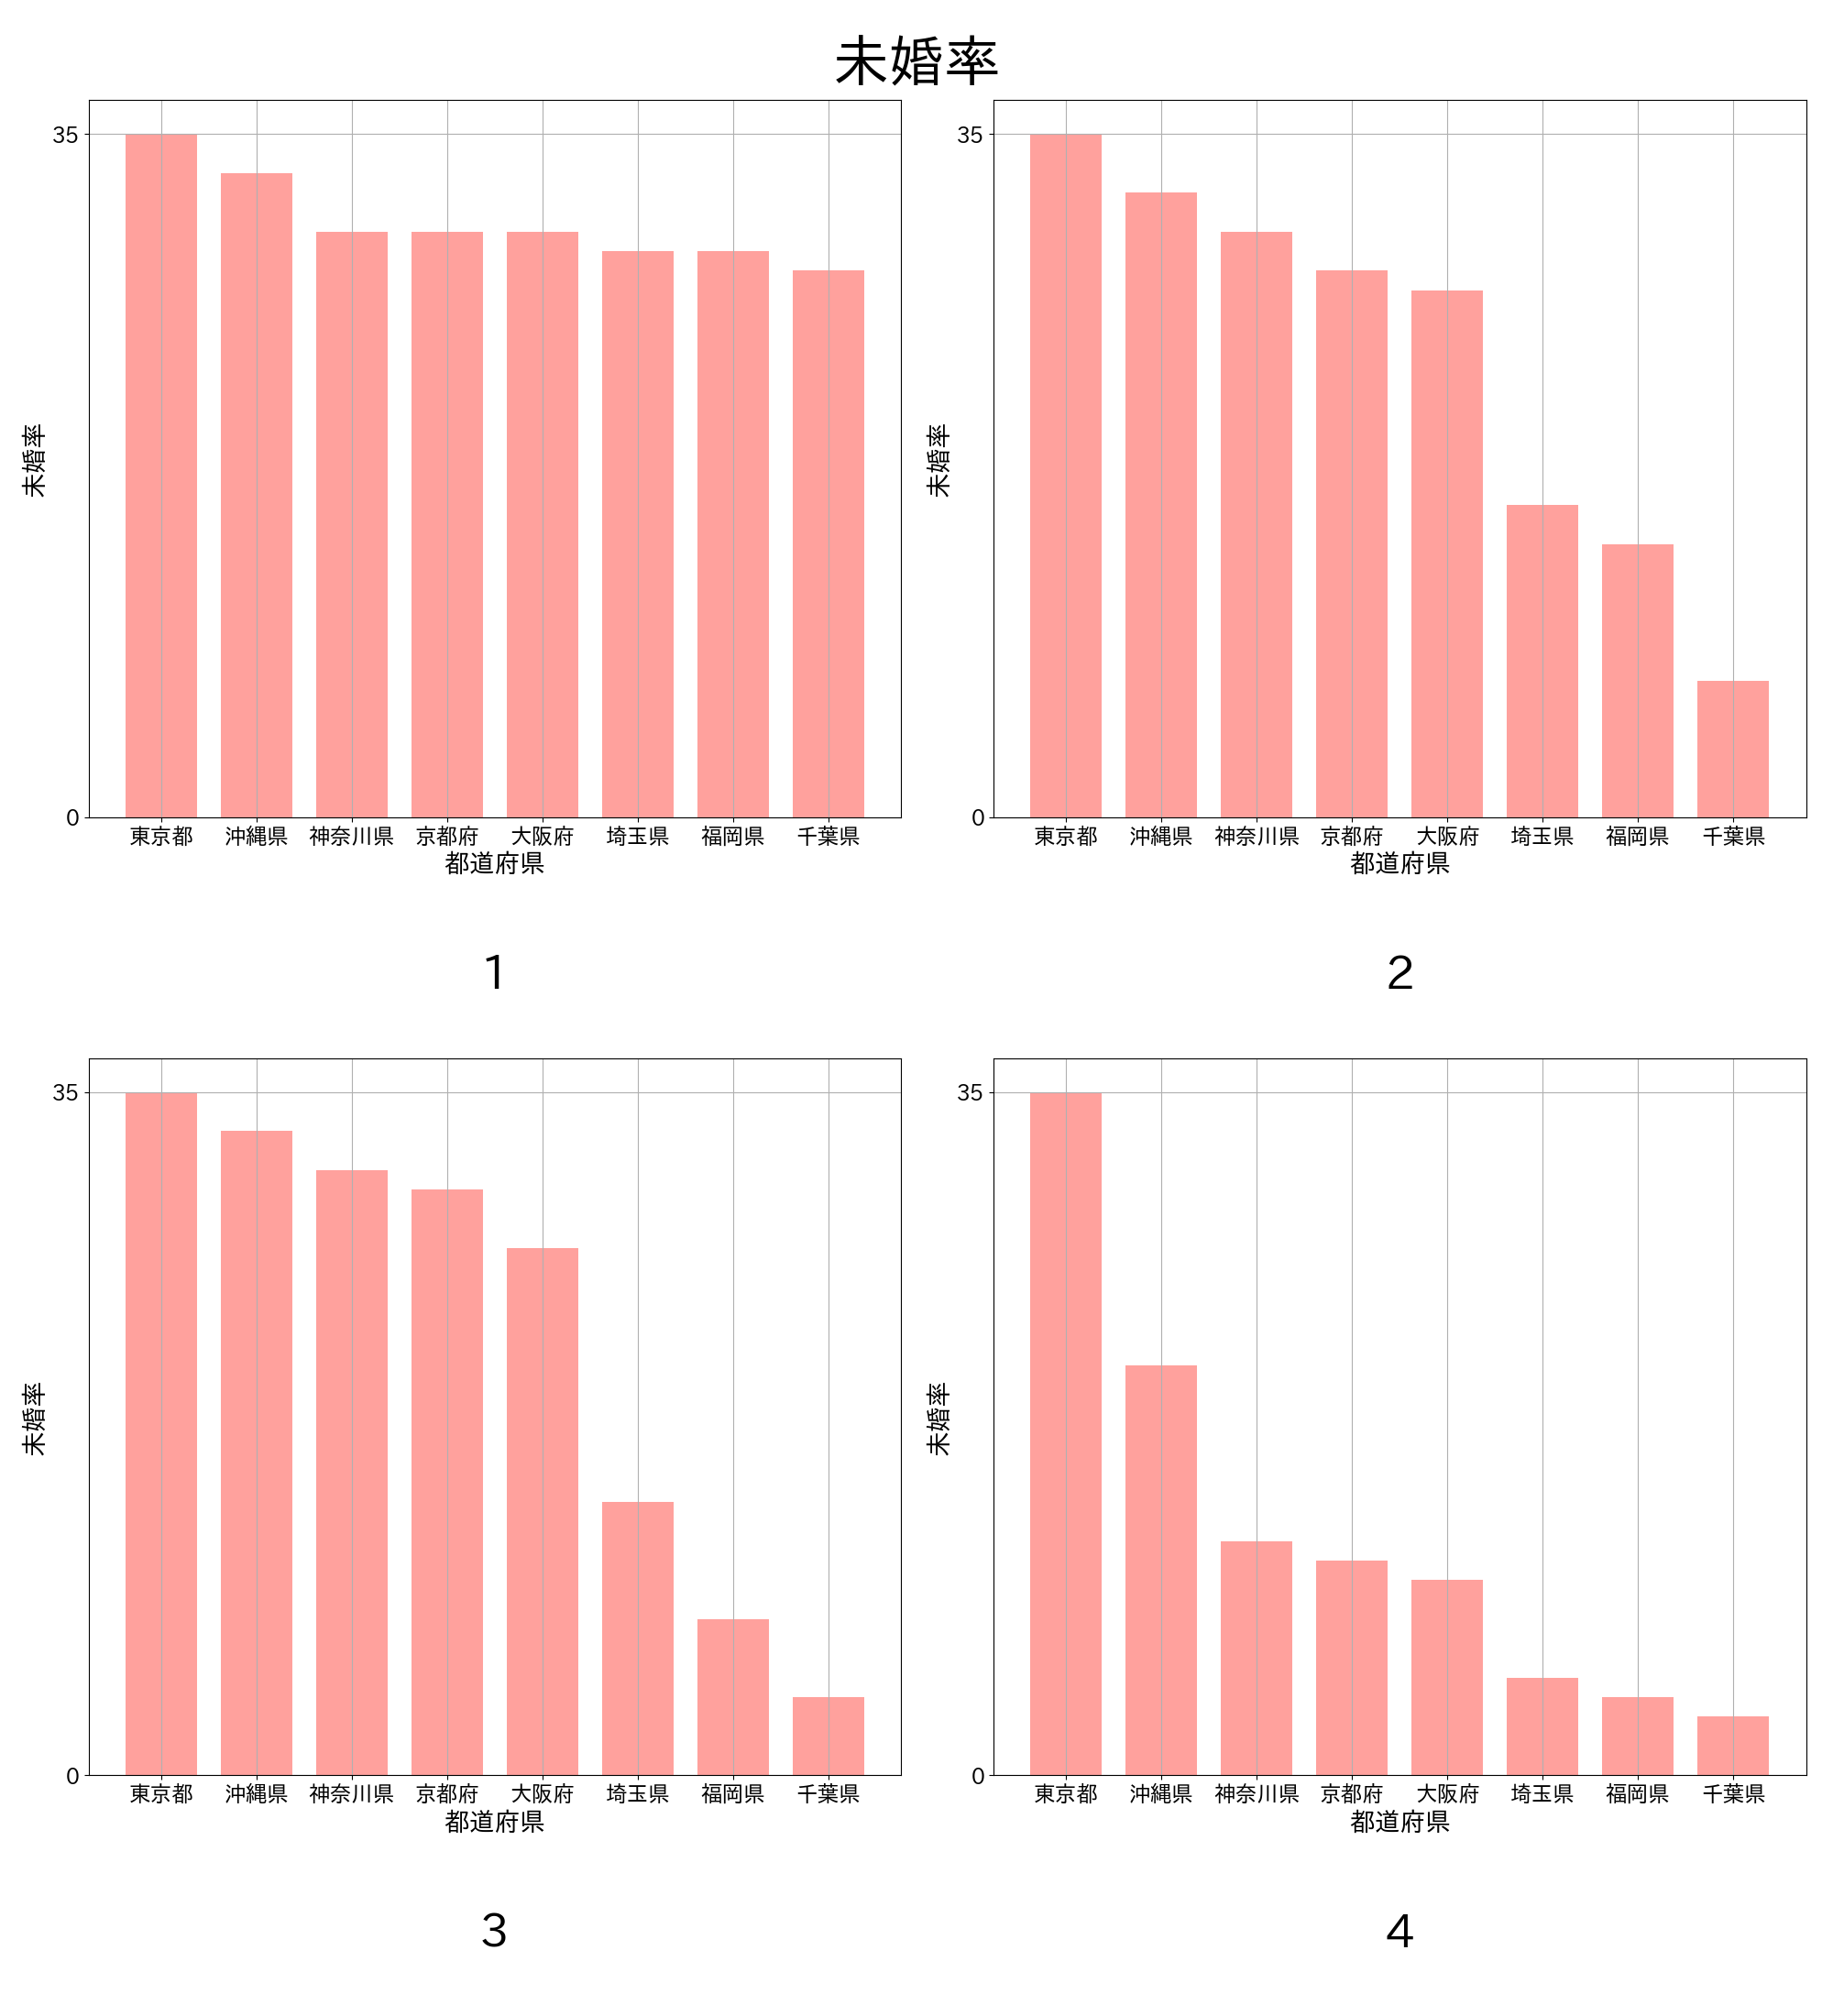 未婚率
35
0
未婚率
東京都 沖縄県 神奈川県 京都府 大阪府 埼玉県 福岡県 千葉県
都道府県
1
35
0
未婚率
東京都 沖縄県 神奈川県 京都府 大阪府 埼玉県 福岡県 千葉県
都道府県
2
35
0
未婚率
東京都 沖縄県 神奈川県 京都府 大阪府 埼玉県 福岡県 千葉県
都道府県
3
35
0
未婚率
東京都 沖縄県 神奈川県 京都府 大阪府 埼玉県 福岡県 千葉県
都道府県
4